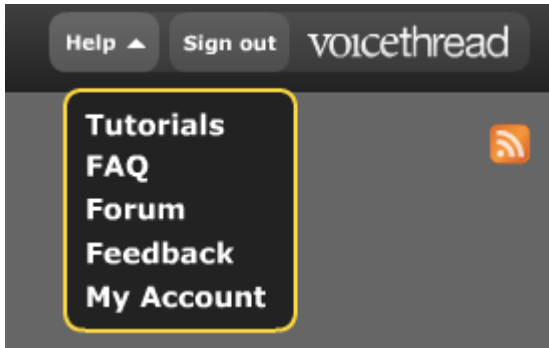 Help Sign out voicethread
Tutorials
FAQ
Forum
Feedback
My Account